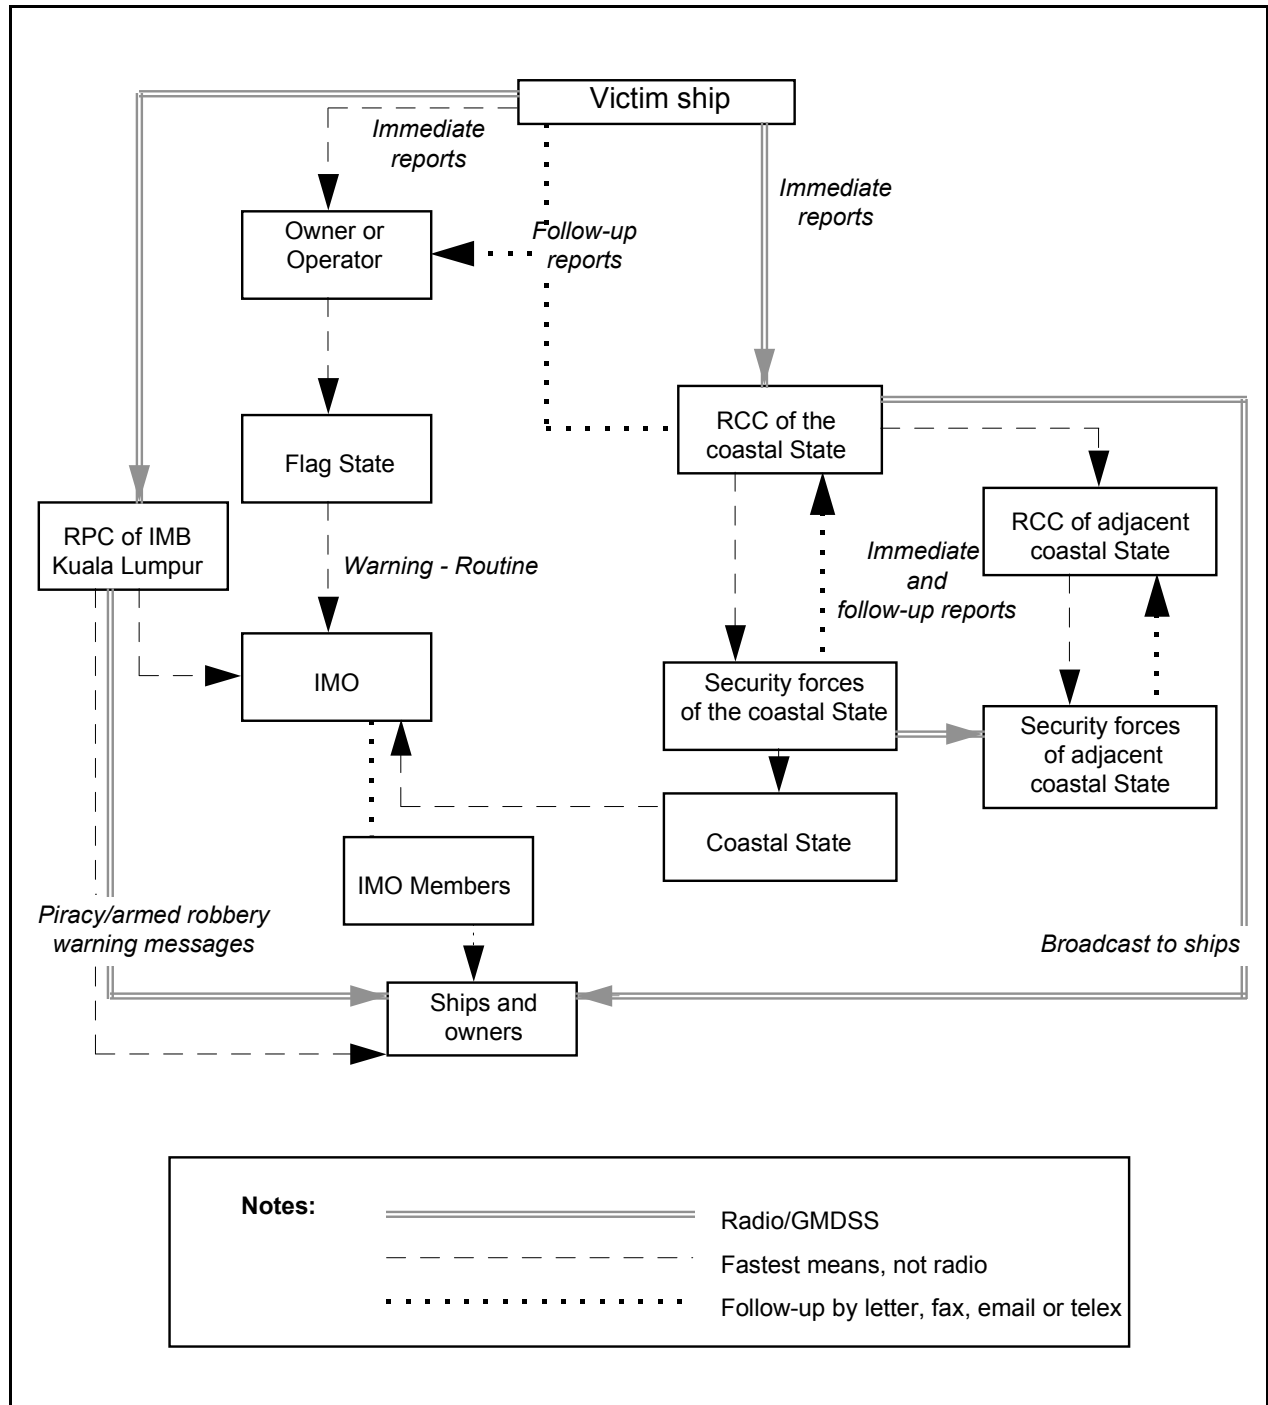 Victim ship
Immediate
reports
Immediate
reports
Owner or
Operator
Follow-up
reports
RCC of the
coastal State
Flag State
RPC of IMB
Kuala Lumpur
RCC of adjacent
coastal State
Warning - Routine
Immediate
and
follow-up reports
IMO
Security forces
of the coastal State
Security forces
of adjacent
coastal State
Coastal State
IMO Members
Piracy/armed robbery
warning messages
Broadcast to ships
Ships and
owners
Notes:
Radio/GMDSS
Fastest means, not radio
Follow-up by letter, fax, email or telex